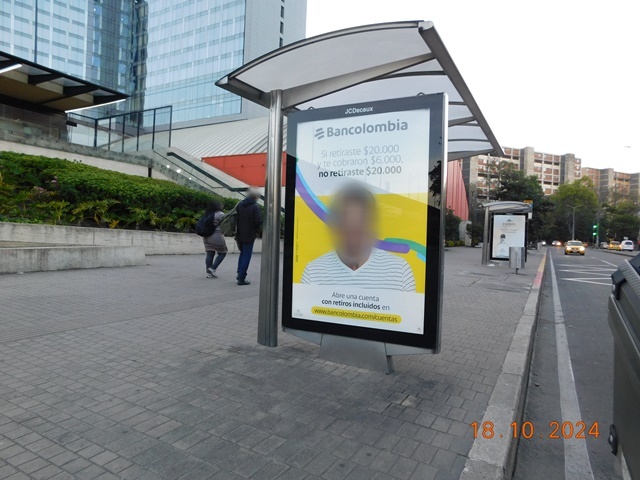 JCDecaux
Bancolombia
Si retiraste $20.000
y te cobraron $6.000,
no retiraste $20.000
Abre una cuenta
con retiros incluidos en
www.bancolombia.com/cuentas
18 10 2024